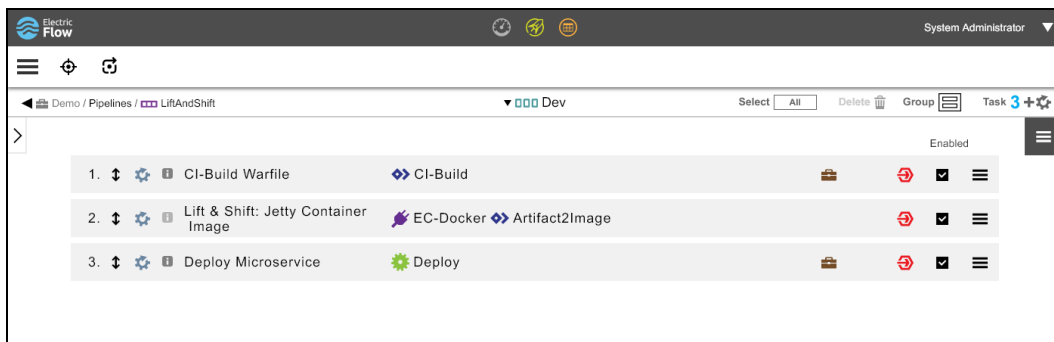 Electric
Flow
System Administrator
Demo / Pipelines / LiftAndShift
Dev
Select All Delete Group Task 3
Enabled
1. CI-Build Warfile CI-Build
2. Lift & Shift: Jetty Container Image EC-Docker Artifact2Image
3. Deploy Microservice Deploy